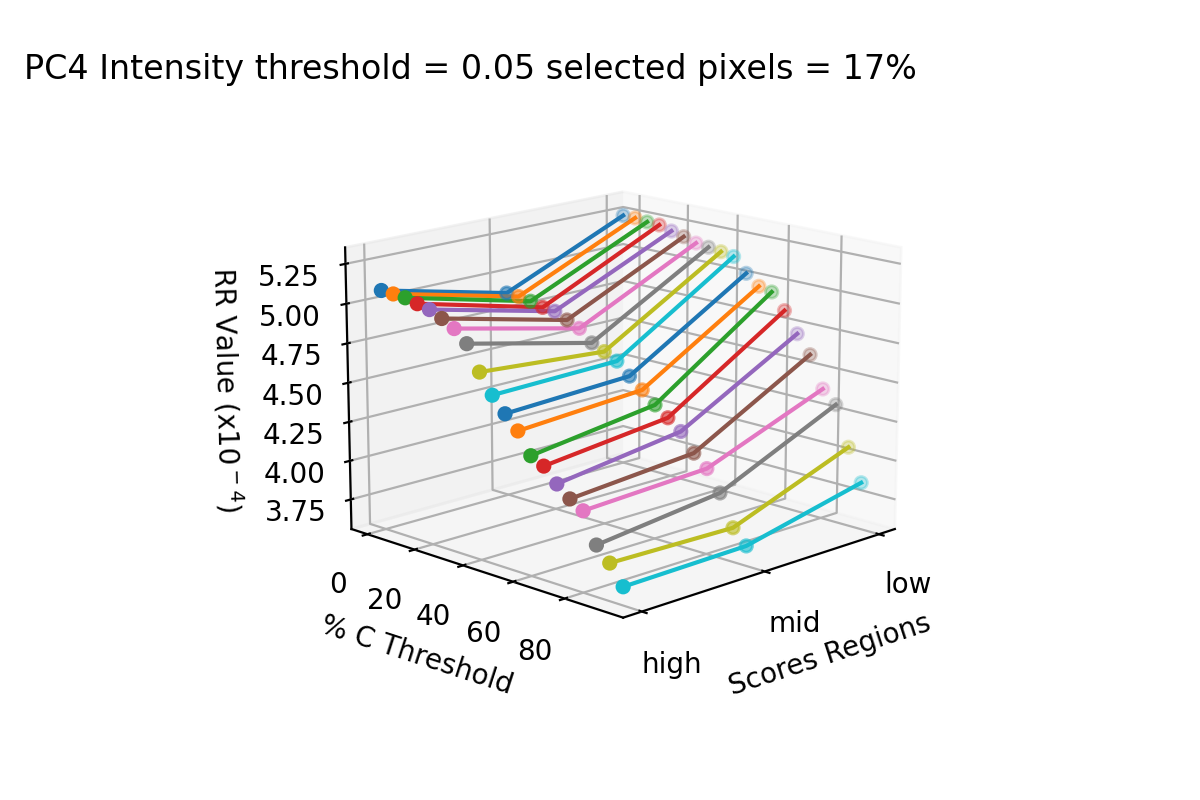 PC4 Intensity threshold = 0.05 selected pixels = 17%
RR Value (x10⁻⁴)
5.25
5.00
4.75
4.50
4.25
4.00
3.75
0
20
40
60
80
% C Threshold
high
mid
low
Scores Regions